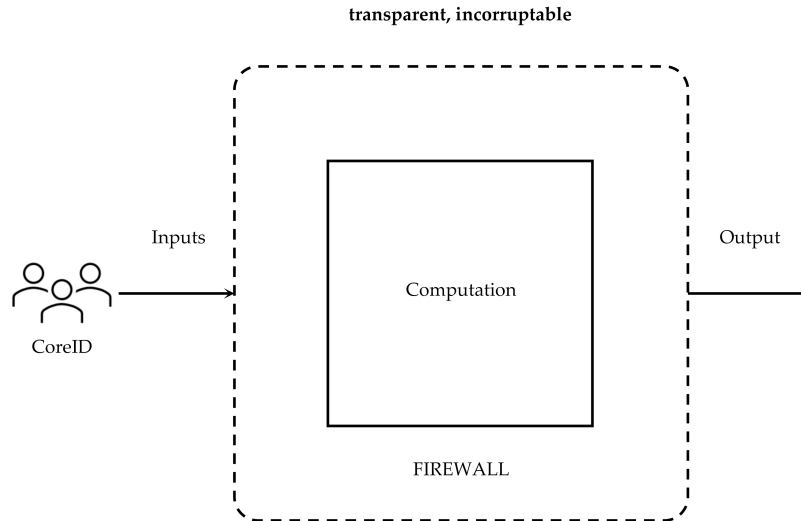 transparent, incorruptable
Inputs
Output
Computation
CoreID
FIREWALL